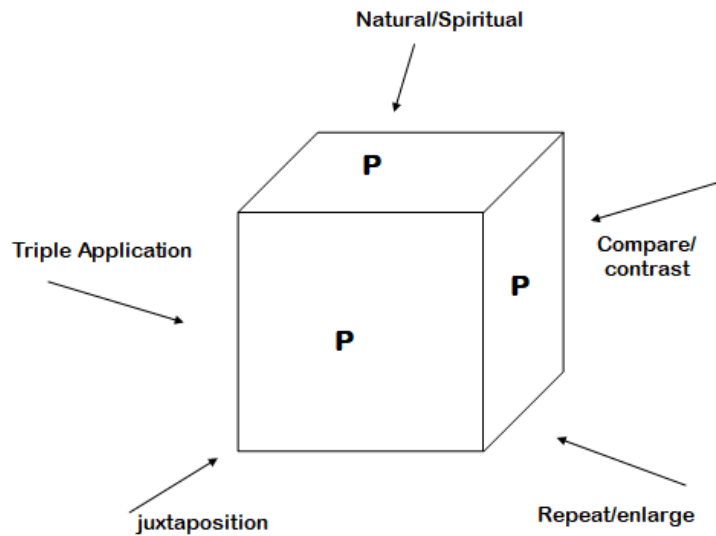 Natural/Spiritual
P
Triple Application
Compare/
contrast
P
P
juxtaposition
Repeat/enlarge